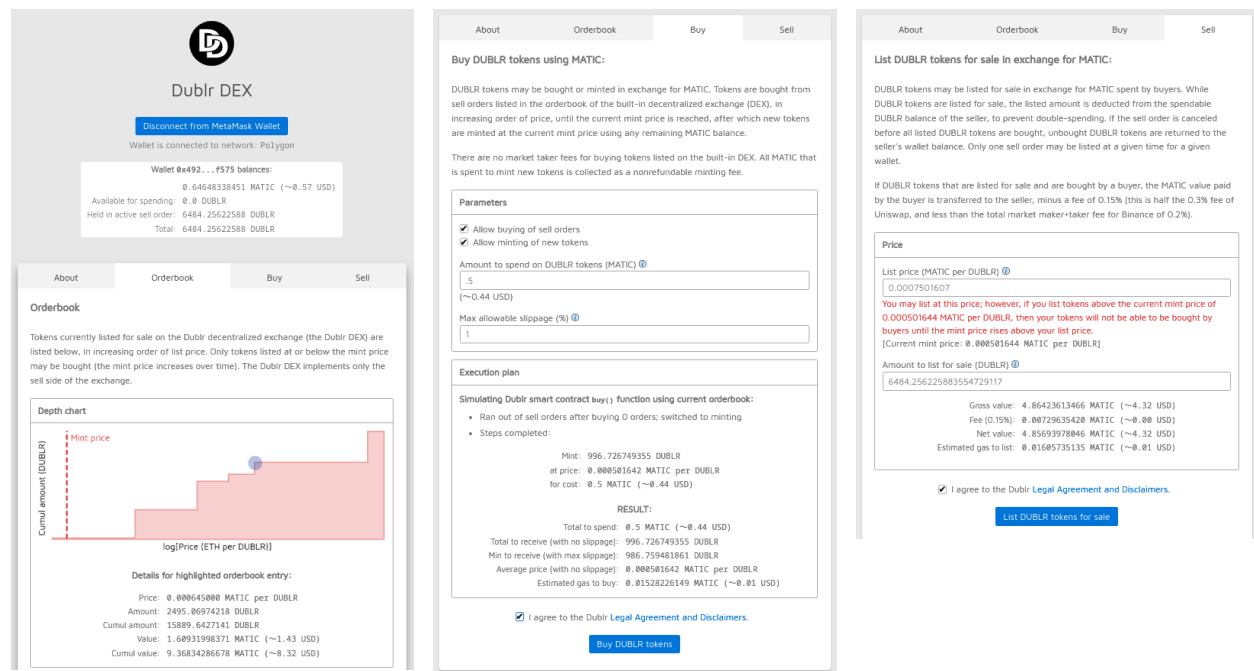 Dublr DEX
Disconnect from MetaMask Wallet
Wallet is connected to network: Polygon
Wallet 0x492...f575 balances:
0.64648338451 MATIC (~0.57 USD)
Available for spending: 0.0 DUBLR
Held in active sell order: 6484.25622588 DUBLR
Total: 6484.25622588 DUBLR
About Orderbook Buy Sell
Orderbook
Tokens currently listed for sale on the Dublr decentralized exchange (the Dublr DEX) are
listed below, in increasing order of list price. Only tokens listed at or below the mint price
may be bought (the mint price increases over time). The Dublr DEX implements only the
sell side of the exchange.
Depth chart
Mint price
Cumul amount (DUBLR)
log[Price (ETH per DUBLR)]
Details for highlighted orderbook entry:
Price: 0.000645000 MATIC per DUBLR
Amount: 2495.06974218 DUBLR
Cumul amount: 15889.6427141 DUBLR
Value: 1.60931998371 MATIC (~1.43 USD)
Cumul value: 9.36834286678 MATIC (~8.32 USD)
About Orderbook Buy Sell
Buy DUBLR tokens using MATIC:
DUBLR tokens may be bought or minted in exchange for MATIC. Tokens are bought from
sell orders listed in the orderbook of the built-in decentralized exchange (DEX), in
increasing order of price, until the current mint price is reached, after which new tokens
are minted at the current mint price using any remaining MATIC balance.
There are no market taker fees for buying tokens listed on the built-in DEX. All MATIC that
is spent to mint new tokens is collected as a nonrefundable minting fee.
Parameters
Allow buying of sell orders
Allow minting of new tokens
Amount to spend on DUBLR tokens (MATIC)
.5
(~0.44 USD)
Max allowable slippage (%)
1
Execution plan
Simulating Dublr smart contract buy() function using current orderbook:
• Ran out of sell orders after buying 0 orders; switched to minting
• Steps completed:
Mint: 996.726749355 DUBLR
at price: 0.000501642 MATIC per DUBLR
for cost: 0.5 MATIC (~0.44 USD)
RESULT:
Total to spend: 0.5 MATIC (~0.44 USD)
Total to receive (with no slippage): 996.726749355 DUBLR
Min to receive (with max slippage): 986.759481861 DUBLR
Average price (with no slippage): 0.000501642 MATIC per DUBLR
Estimated gas to buy: 0.01528226149 MATIC (~0.01 USD)
I agree to the Dublr Legal Agreement and Disclaimers.
Buy DUBLR tokens
About Orderbook Buy Sell
List DUBLR tokens for sale in exchange for MATIC:
DUBLR tokens may be listed for sale in exchange for MATIC spent by buyers. While
DUBLR tokens are listed for sale, the listed amount is deducted from the spendable
DUBLR balance of the seller, to prevent double-spending. If the sell order is canceled
before all listed DUBLR tokens are bought, unbought DUBLR tokens are returned to the
seller's wallet balance. Only one sell order may be listed at a given time for a given
wallet.
If DUBLR tokens that are listed for sale and are bought by a buyer, the MATIC value paid
by the buyer is transferred to the seller, minus a fee of 0.15% (this is half the 0.3% fee of
Uniswap, and less than the total market maker+taker fee for Binance of 0.2%).
Price
List price (MATIC per DUBLR)
0.0007501607
You may list at this price; however, if you list tokens above the current mint price of
0.000501644 MATIC per DUBLR, then your tokens will not be able to be bought by
buyers until the mint price rises above your list price.
[Current mint price: 0.000501644 MATIC per DUBLR]
Amount to list for sale (DUBLR)
6484.256225883554729117
Gross value: 4.86423613466 MATIC (~4.32 USD)
Fee (0.15%): 0.00729635420 MATIC (~0.00 USD)
Net value: 4.85693978046 MATIC (~4.32 USD)
Estimated gas to list: 0.01605735135 MATIC (~0.01 USD)
I agree to the Dublr Legal Agreement and Disclaimers.
List DUBLR tokens for sale